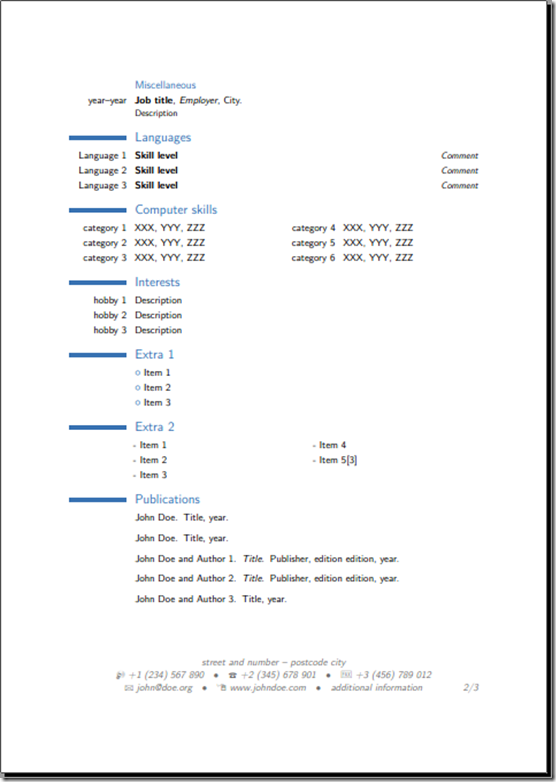 Miscellaneous
year–year Job title, Employer, City.
Description
Languages
Language 1 Skill level Comment
Language 2 Skill level Comment
Language 3 Skill level Comment
Computer skills
category 1 XXX, YYY, ZZZ category 4 XXX, YYY, ZZZ
category 2 XXX, YYY, ZZZ category 5 XXX, YYY, ZZZ
category 3 XXX, YYY, ZZZ category 6 XXX, YYY, ZZZ
Interests
hobby 1 Description
hobby 2 Description
hobby 3 Description
Extra 1
○ Item 1
○ Item 2
○ Item 3
Extra 2
- Item 1 - Item 4
- Item 2 - Item 5[3]
- Item 3
Publications
John Doe. Title, year.
John Doe. Title, year.
John Doe and Author 1. Title. Publisher, edition edition, year.
John Doe and Author 2. Title. Publisher, edition edition, year.
John Doe and Author 3. Title, year.
street and number – postcode city
+1 (234) 567 890 • ☎ +2 (345) 678 901 • +3 (456) 789 012
✉ john@doe.org • www.johndoe.com • additional information 2/3